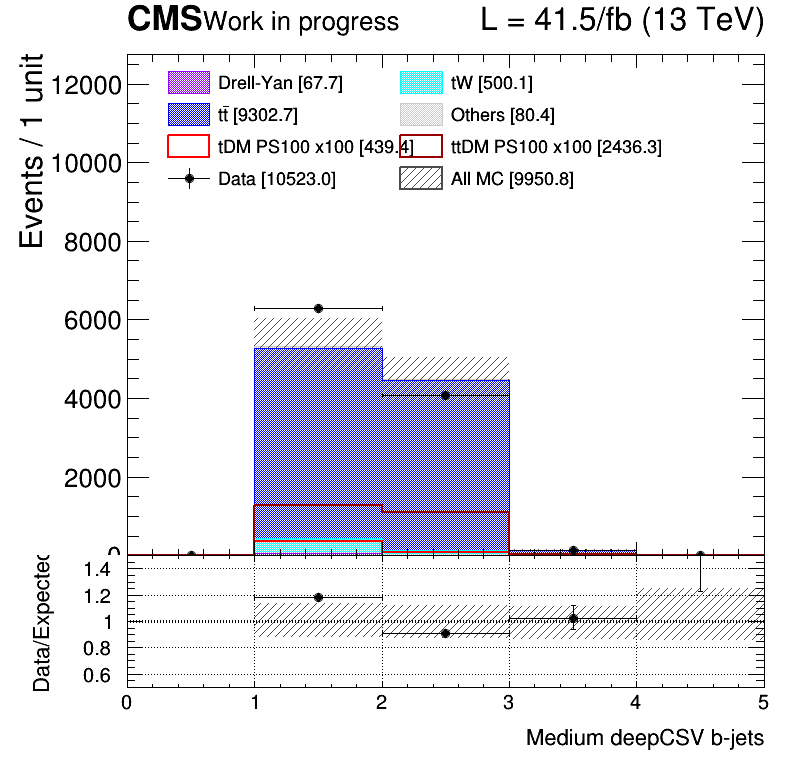 CMS Work in progress L = 41.5/fb (13 TeV)
Events / 1 unit
12000
10000
8000
6000
4000
2000
0
Drell-Yan [67.7] tW [500.1]
tt̄ [9302.7] Others [80.4]
tDM PS100 x100 [439.4] ttDM PS100 x100 [2436.3]
Data [10523.0] All MC [9950.8]
Data/Expected
1.4
1.2
1
0.8
0.6
0 1 2 3 4 5
Medium deepCSV b-jets